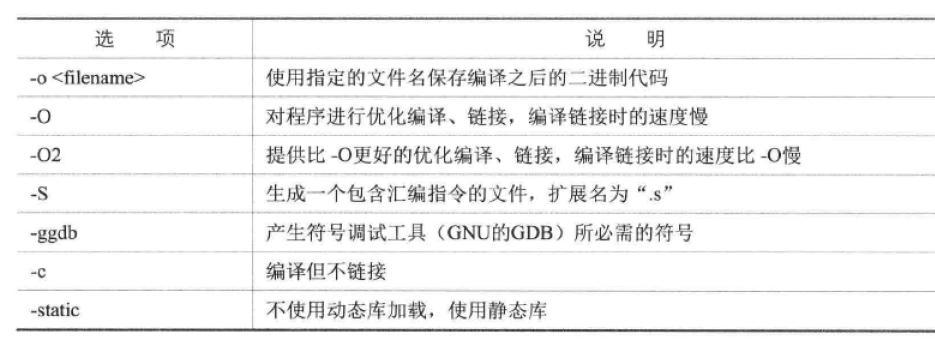 选 项 说 明
-o <filename> 使用指定的文件名保存编译之后的二进制代码
-O 对程序进行优化编译、链接，编译链接时的速度慢
-O2 提供比 -O更好的优化编译、链接，编译链接时的速度比 -O慢
-S 生成一个包含汇编指令的文件，扩展名为“.s”
-ggdb 产生符号调试工具（GNU的GDB）所必需的符号
-c 编译但不链接
-static 不使用动态库加载，使用静态库